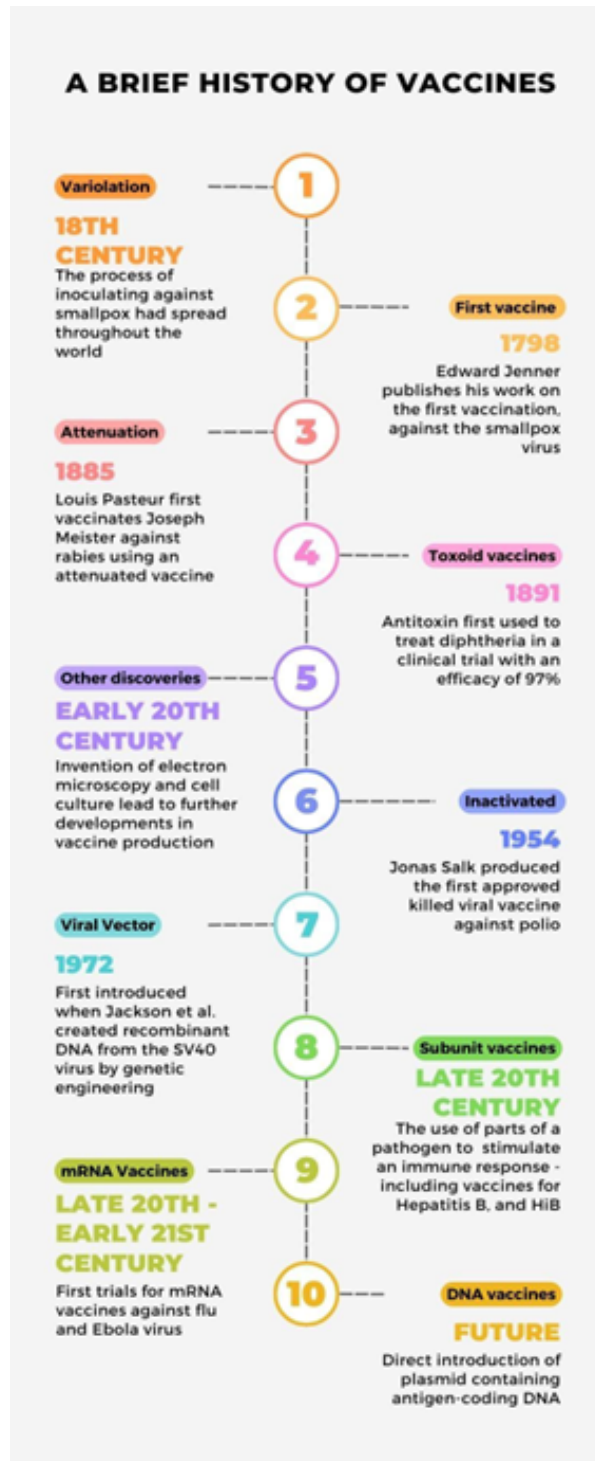 A BRIEF HISTORY OF VACCINES
1
Variolation
18TH
CENTURY
The process of
inoculating against
smallpox had spread
throughout the
world
2
First vaccine
1798
Edward Jenner
publishes his work on
the first vaccination,
against the smallpox
virus
3
Attenuation
1885
Louis Pasteur first
vaccinates Joseph
Meister against
rabies using an
attenuated vaccine
4
Toxoid vaccines
1891
Antitoxin first used to
treat diphtheria in a
clinical trial with an
efficacy of 97%
5
Other discoveries
EARLY 20TH
CENTURY
Invention of electron
microscopy and cell
culture lead to further
developments in
vaccine production
6
Inactivated
1954
Jonas Salk produced
the first approved
killed viral vaccine
against polio
7
Viral Vector
1972
First introduced
when Jackson et al.
created recombinant
DNA from the SV40
virus by genetic
engineering
8
Subunit vaccines
LATE 20TH
CENTURY
The use of parts of a
pathogen to stimulate
an immune response -
including vaccines for
Hepatitis B, and HiB
9
mRNA Vaccines
LATE 20TH -
EARLY 21ST
CENTURY
First trials for mRNA
vaccines against flu
and Ebola virus
10
DNA vaccines
FUTURE
Direct introduction of
plasmid containing
antigen-coding DNA